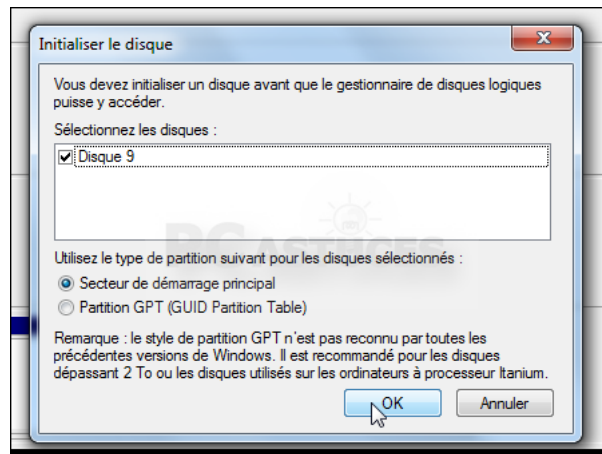 Initialiser le disque
Vous devez initialiser un disque avant que le gestionnaire de disques logiques
puisse y accéder.
Sélectionnez les disques :
Disque 9
PC ASTUCES
Utilisez le type de partition suivant pour les disques sélectionnés :
Secteur de démarrage principal
Partition GPT (GUID Partition Table)
Remarque : le style de partition GPT n'est pas reconnu par toutes les
précédentes versions de Windows. Il est recommandé pour les disques
dépassant 2 To ou les disques utilisés sur les ordinateurs à processeur Itanium.
OK
Annuler